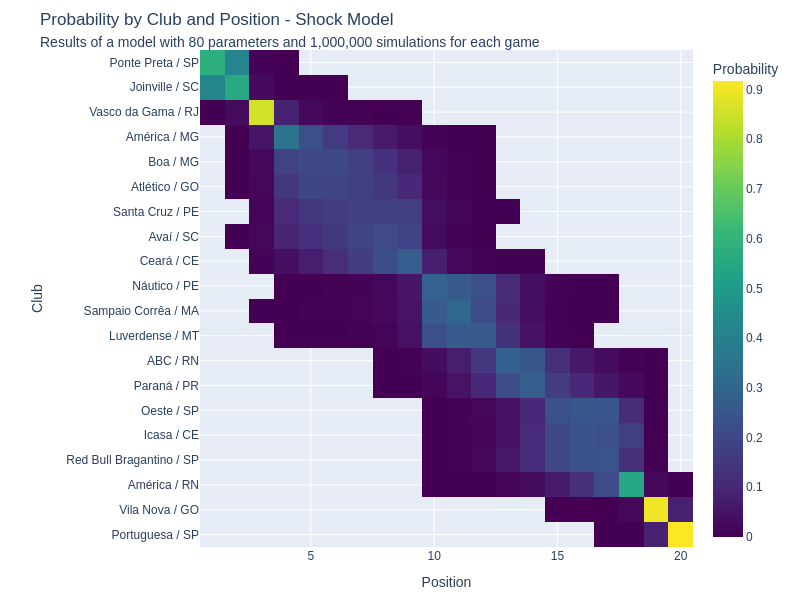 Probability by Club and Position - Shock Model
Results of a model with 80 parameters and 1,000,000 simulations for each game
Probability
Ponte Preta / SP
Joinville / SC
Vasco da Gama / RJ
América / MG
Boa / MG
Atlético / GO
Santa Cruz / PE
Avaí / SC
Ceará / CE
Náutico / PE
Sampaio Corrêa / MA
Luverdense / MT
ABC / RN
Paraná / PR
Oeste / SP
Icasa / CE
Red Bull Bragantino / SP
América / RN
Vila Nova / GO
Portuguesa / SP
Club
5 10 15 20
Position
0.9
0.8
0.7
0.6
0.5
0.4
0.3
0.2
0.1
0